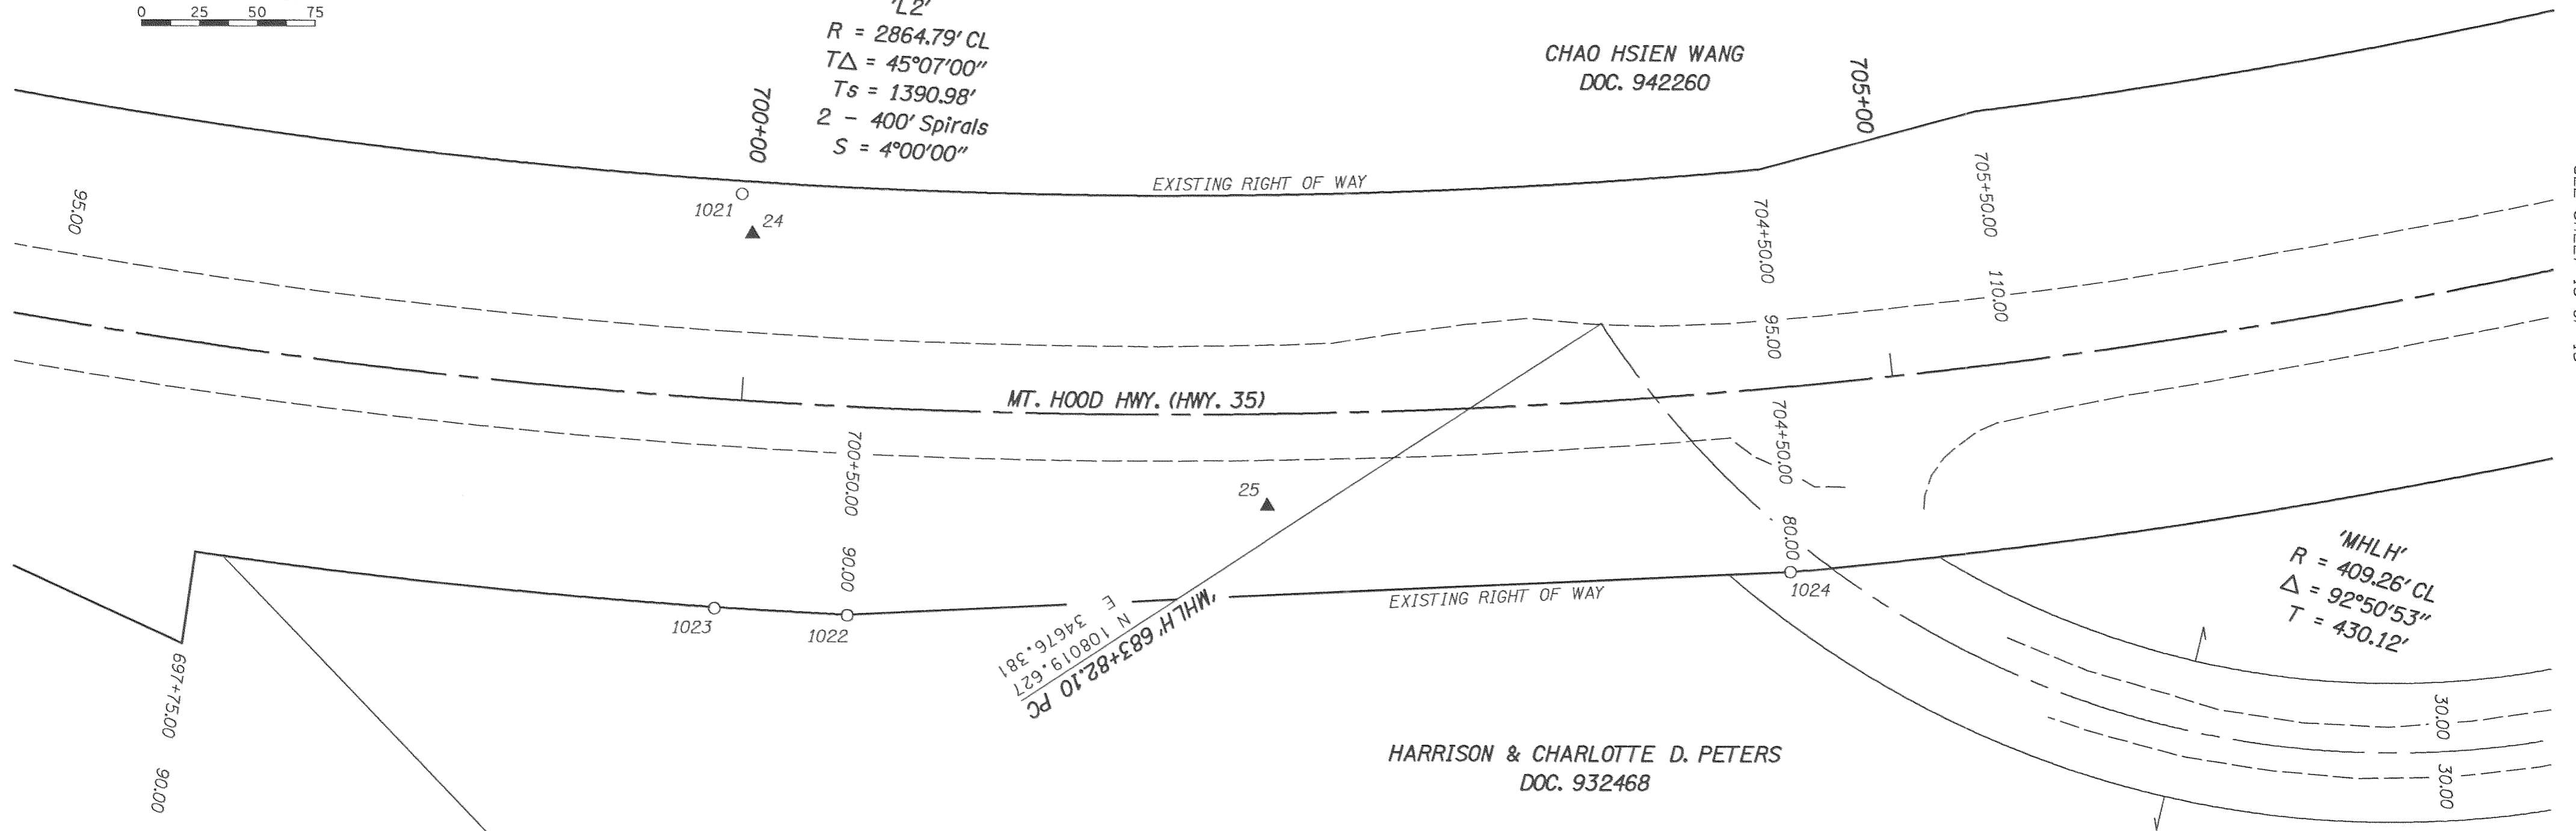 0 25 50 75
'L2'
R = 2864.79' CL
T△ = 45°07'00"
Ts = 1390.98'
2 - 400' Spirals
S = 4°00'00"
CHAO HSIEN WANG
DOC. 942260
700+00
705+00
EXISTING RIGHT OF WAY
95.00
1021
24
704+50.00 95.00
705+50.00 110.00
MT. HOOD HWY. (HWY. 35)
700+50.00 90.00
704+50.00 80.00
25
1023
1022
1024
EXISTING RIGHT OF WAY
'MHLH' 683+82.10 PC
N 108019.627
E 34676.381
'MHLH'
R = 409.26' CL
△ = 92°50'53"
T = 430.12'
697+75.00 90.00
30.00
30.00
HARRISON & CHARLOTTE D. PETERS
DOC. 932468